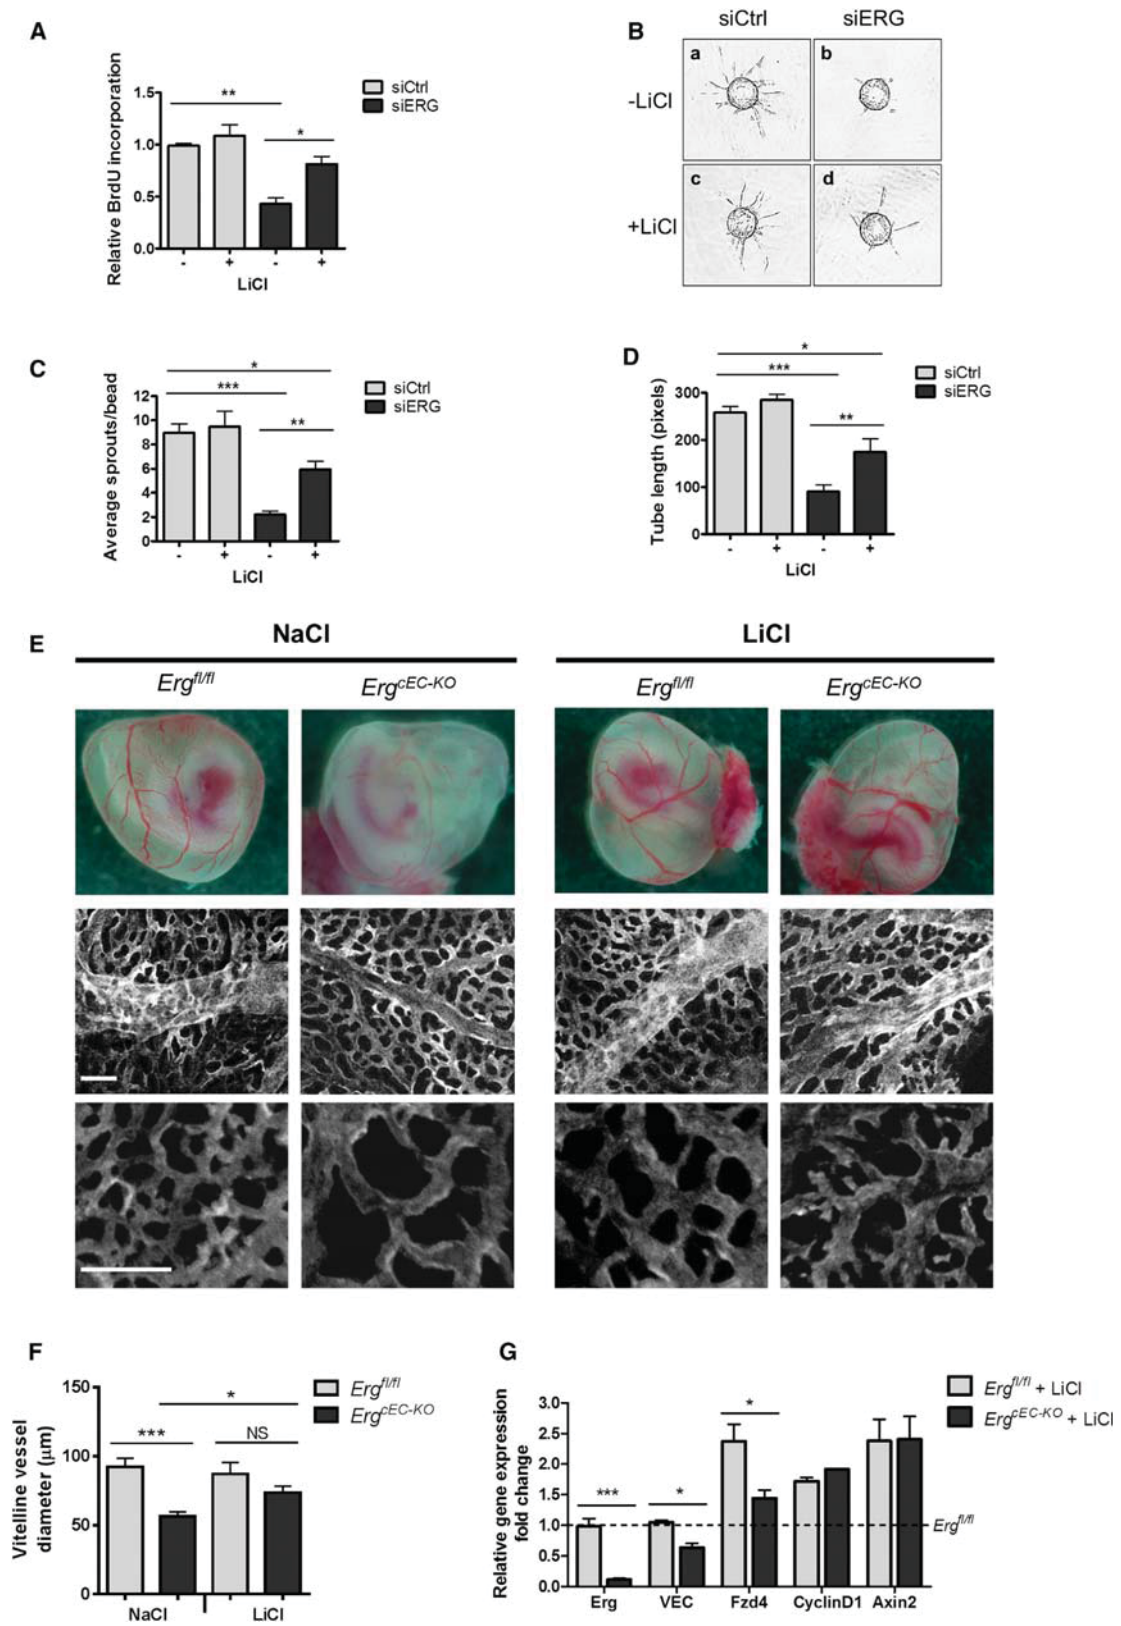 A
Relative BrdU incorporation
1.5
1.0
0.5
0.0
**
*
- + - +
LiCl
siCtrl
siERG
B
siCtrl siERG
-LiCl
+LiCl
a b
c d
C
Average sprouts/bead
12
10
8
6
4
2
0
*
***
**
- + - +
LiCl
siCtrl
siERG
D
Tube length (pixels)
300
200
100
0
*
***
**
- + - +
LiCl
siCtrl
siERG
E
NaCl LiCl
Erg^fl/fl Erg^cEC-KO Erg^fl/fl Erg^cEC-KO
F
Vitelline vessel
diameter (µm)
150
100
50
0
*
*** NS
NaCl LiCl
Erg^fl/fl
Erg^cEC-KO
G
Relative gene expression
fold change
3.0
2.5
2.0
1.5
1.0
0.5
0.0
***
*
*
Erg^fl/fl
Erg VEC Fzd4 CyclinD1 Axin2
Erg^fl/fl + LiCl
Erg^cEC-KO + LiCl